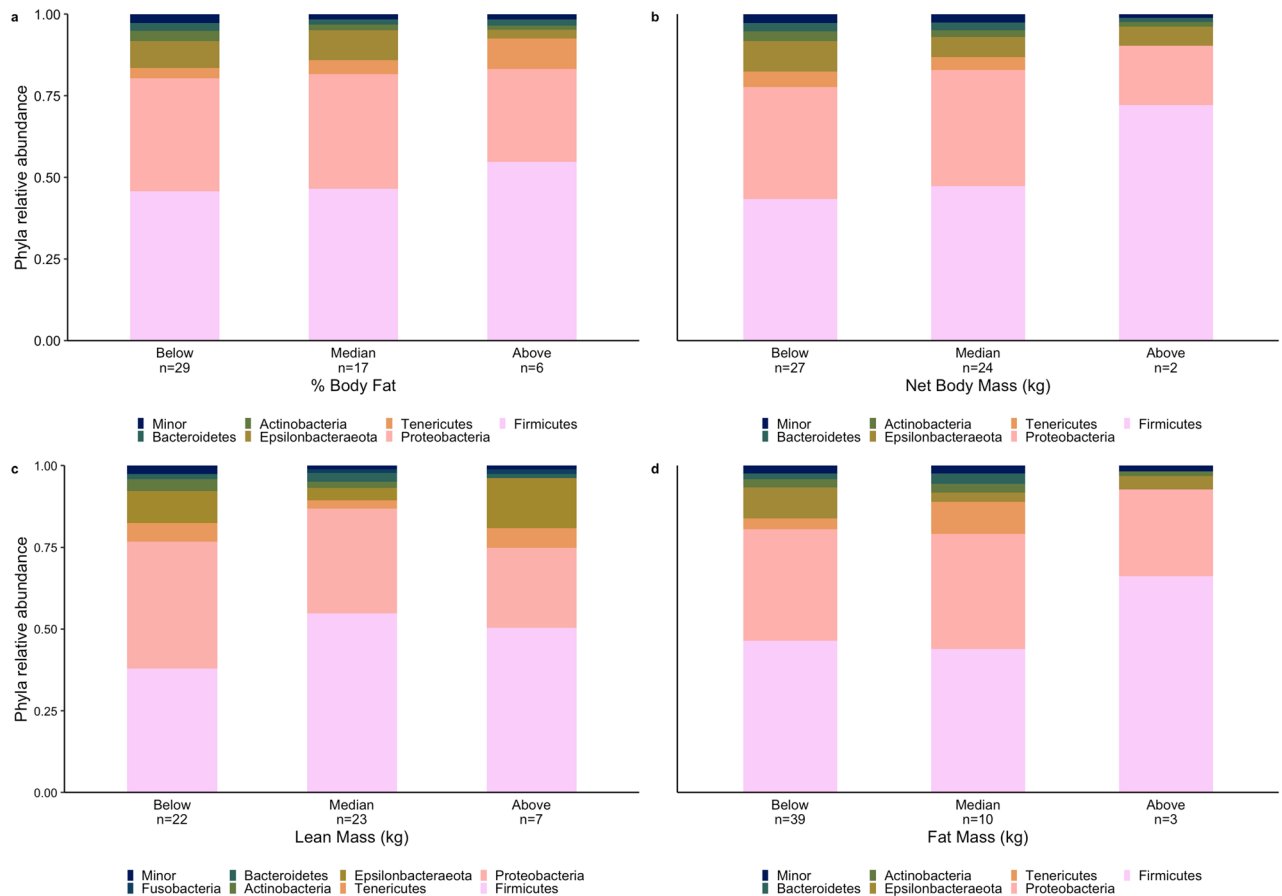 a
1.00
0.75
0.50
0.25
0.00
Phyla relative abundance
Below Median Above
n=29 n=17 n=6
% Body Fat
Minor Actinobacteria Tenericutes Firmicutes
Bacteroidetes Epsilonbacteraeota Proteobacteria
b
Below Median Above
n=27 n=24 n=2
Net Body Mass (kg)
Minor Actinobacteria Tenericutes Firmicutes
Bacteroidetes Epsilonbacteraeota Proteobacteria
c
1.00
0.75
0.50
0.25
0.00
Phyla relative abundance
Below Median Above
n=22 n=23 n=7
Lean Mass (kg)
Minor Bacteroidetes Epsilonbacteraeota Proteobacteria
Fusobacteria Actinobacteria Tenericutes Firmicutes
d
Below Median Above
n=39 n=10 n=3
Fat Mass (kg)
Minor Actinobacteria Tenericutes Firmicutes
Bacteroidetes Epsilonbacteraeota Proteobacteria